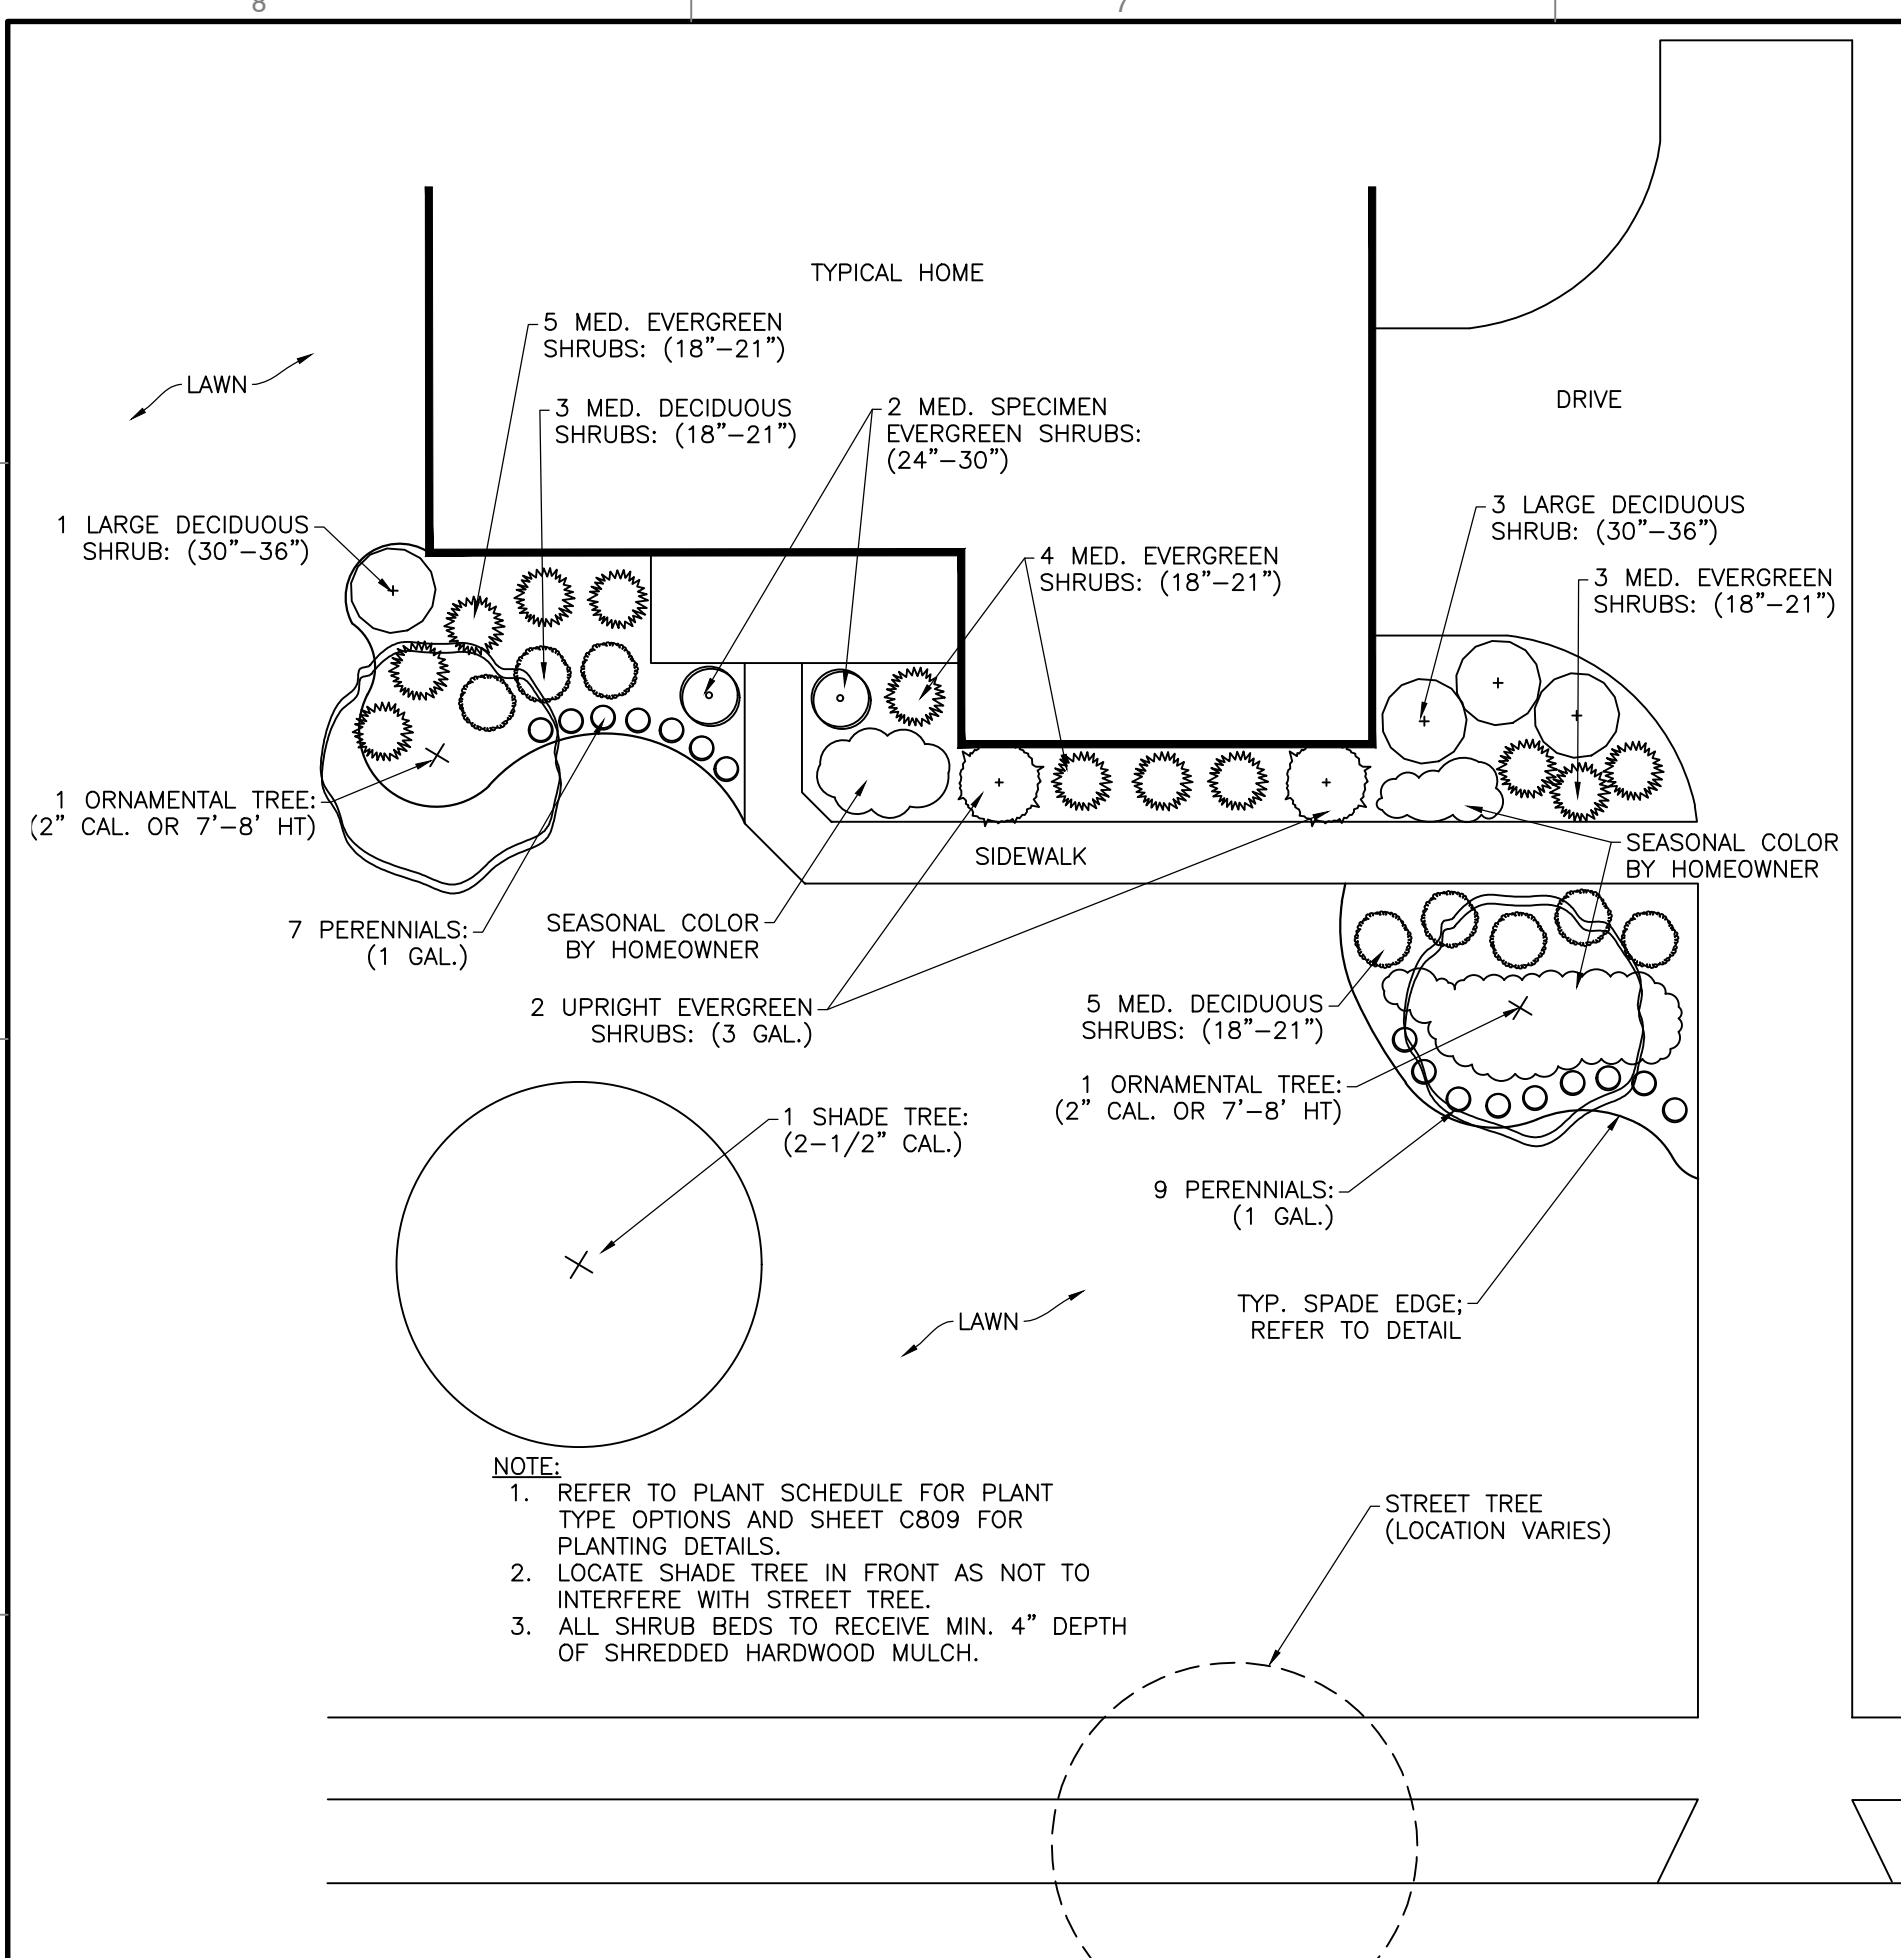 8
7
TYPICAL HOME
5 MED. EVERGREEN
SHRUBS: (18"-21")
LAWN
3 MED. DECIDUOUS
SHRUBS: (18"-21")
2 MED. SPECIMEN
EVERGREEN SHRUBS:
(24"-30")
DRIVE
1 LARGE DECIDUOUS
SHRUB: (30"-36")
4 MED. EVERGREEN
SHRUBS: (18"-21")
3 LARGE DECIDUOUS
SHRUB: (30"-36")
3 MED. EVERGREEN
SHRUBS: (18"-21")
1 ORNAMENTAL TREE:
(2" CAL. OR 7'-8' HT)
SIDEWALK
SEASONAL COLOR
BY HOMEOWNER
7 PERENNIALS:
(1 GAL.)
SEASONAL COLOR
BY HOMEOWNER
2 UPRIGHT EVERGREEN
SHRUBS: (3 GAL.)
5 MED. DECIDUOUS
SHRUBS: (18"-21")
1 ORNAMENTAL TREE:
(2" CAL. OR 7'-8' HT)
1 SHADE TREE:
(2-1/2" CAL.)
9 PERENNIALS:
(1 GAL.)
LAWN
TYP. SPADE EDGE;
REFER TO DETAIL
NOTE:
1. REFER TO PLANT SCHEDULE FOR PLANT
TYPE OPTIONS AND SHEET C809 FOR
PLANTING DETAILS.
2. LOCATE SHADE TREE IN FRONT AS NOT TO
INTERFERE WITH STREET TREE.
3. ALL SHRUB BEDS TO RECEIVE MIN. 4" DEPTH
OF SHREDDED HARDWOOD MULCH.
STREET TREE
(LOCATION VARIES)